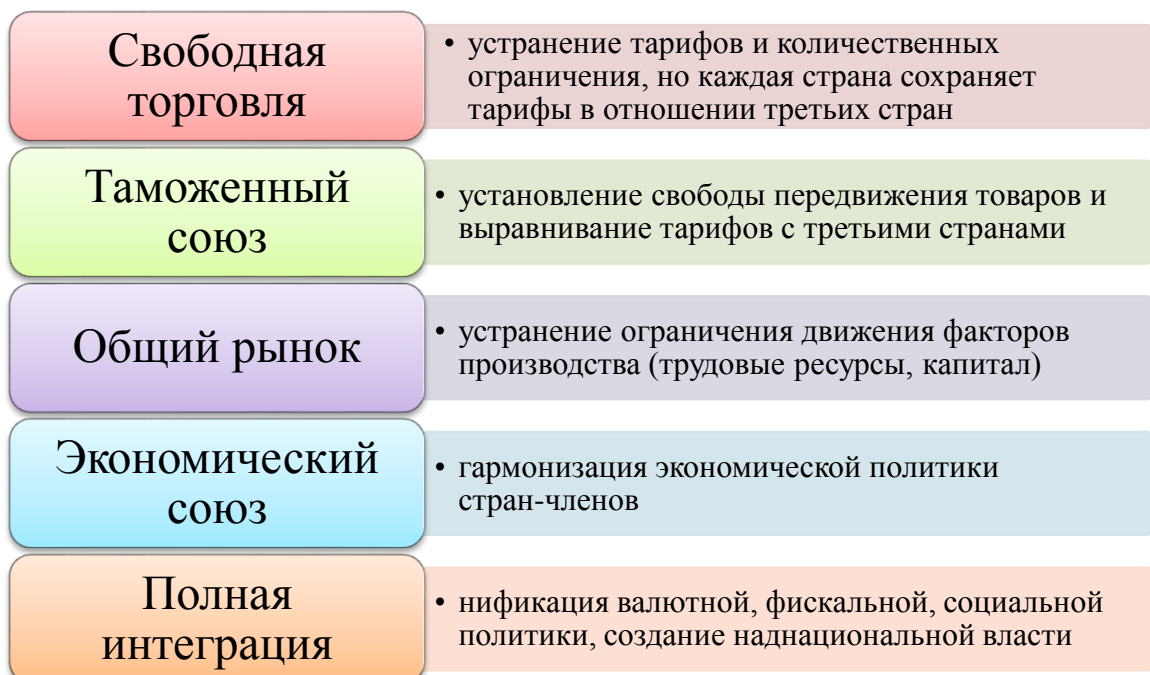 Свободная
торговля
• устранение тарифов и количественных
ограничения, но каждая страна сохраняет
тарифы в отношении третьих стран
Таможенный
союз
• установление свободы передвижения товаров и
выравнивание тарифов с третьими странами
Общий рынок
• устранение ограничения движения факторов
производства (трудовые ресурсы, капитал)
Экономический
союз
• гармонизация экономической политики
стран-членов
Полная
интеграция
• нификация валютной, фискальной, социальной
политики, создание наднациональной власти